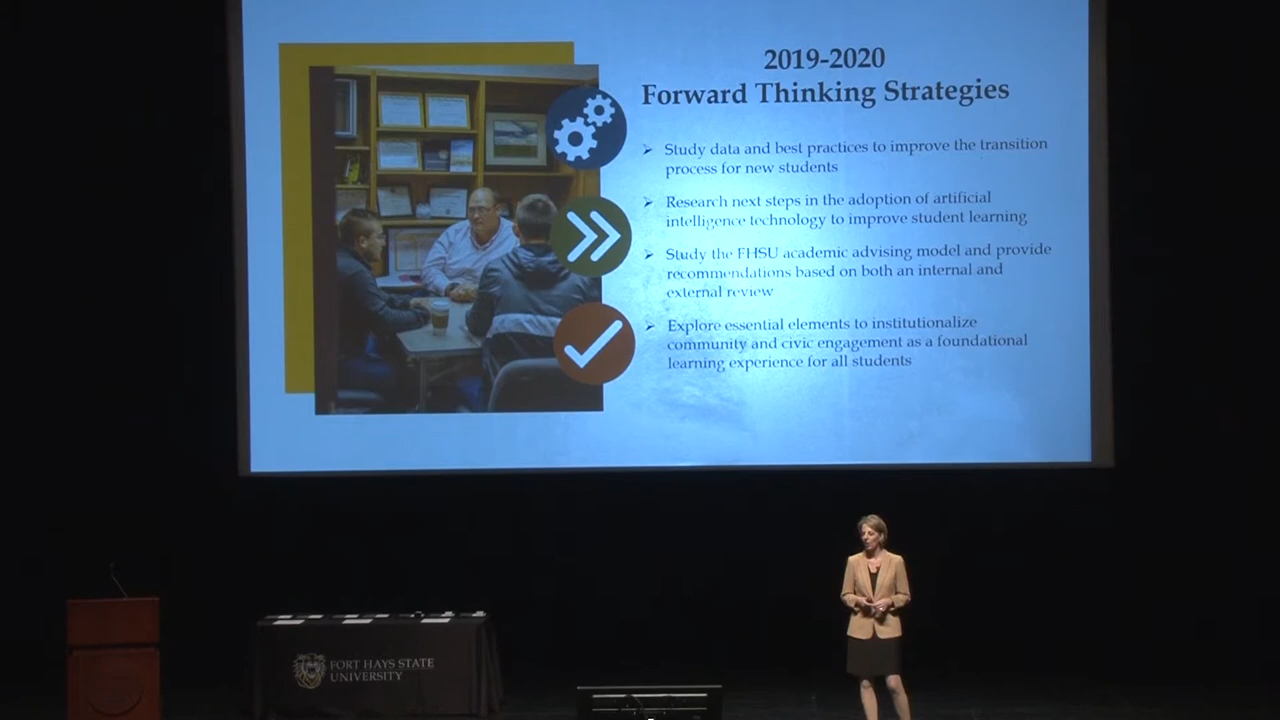 2019-2020
Forward Thinking Strategies
Study data and best practices to improve the transition
process for new students
Research next steps in the adoption of artificial
intelligence technology to improve student learning
Study the FHSU academic advising model and provide
recommendations based on both an internal and
external review
Explore essential elements to institutionalize
community and civic engagement as a foundational
learning experience for all students
FORT HAYS STATE
UNIVERSITY